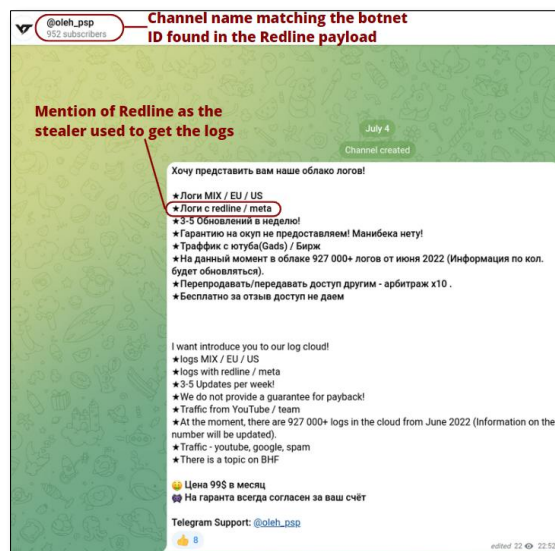 @oleh_psp
952 subscribers
Channel name matching the botnet
ID found in the Redline payload
Mention of Redline as the
stealer used to get the logs
July 4
Channel created
Хочу представить вам наше облако логов!
★Логи MIX / EU / US
★Логи с redline / meta
★3-5 Обновлений в неделю!
★Гарантию на окуп не предоставляем! Манибека нету!
★Траффик с ютуба(Gads) / Бирж
★На данный момент в облаке 927 000+ логов от июня 2022 (Информация по кол.
будет обновляться).
★Перепродавать/передавать доступ другим - арбитраж x10 .
★Бесплатно за отзыв доступ не даем
I want introduce you to our log cloud!
★logs MIX / EU / US
★logs with redline / meta
★3-5 Updates per week!
★We do not provide a guarantee for payback!
★Traffic from YouTube / team
★At the moment, there are 927 000+ logs in the cloud from June 2022 (Information on the
number will be updated).
★Traffic - youtube, google, spam
★There is a topic on BHF
Цена 99$ в месяц
На гаранта всегда согласен за ваш счёт
Telegram Support: @oleh_psp
8
edited 22 22:52